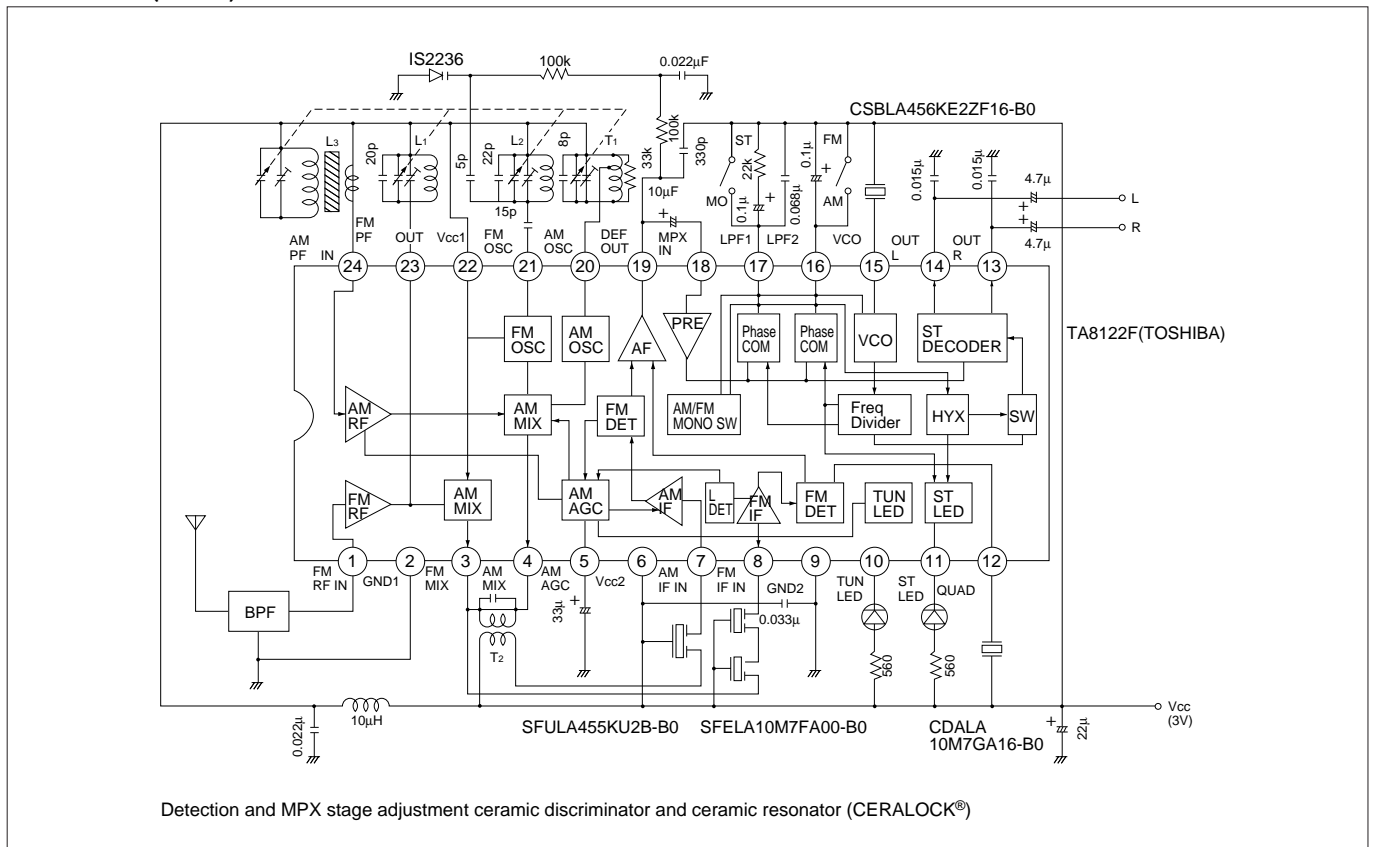 IS2236
100k
0.022µF
CSBLA456KE2ZF16-B0
L3
20p
L1
5p
22p
L2
8p
T1
33k
100k
330p
ST
22k
MO
0.1µ
0.068µ
0.1µ
FM
AM
0.015µ
0.015µ
4.7µ
L
4.7µ
R
10µF
15p
AM
PF
FM
PF
IN
OUT
Vcc1
FM
OSC
AM
OSC
DEF
OUT
MPX
IN
LPF1
LPF2
VCO
OUT
L
OUT
R
24
23
22
21
20
19
18
17
16
15
14
13
TA8122F(TOSHIBA)
FM
OSC
AM
OSC
AF
PRE
Phase
COM
Phase
COM
VCO
ST
DECODER
AM
RF
AM
MIX
FM
DET
AM/FM
MONO SW
Freq
Divider
HYX
SW
FM
RF
AM
MIX
AM
AGC
AM
IF
L
DET
FM
IF
FM
DET
TUN
LED
ST
LED
1
2
3
4
5
6
7
8
9
10
11
12
FM
RF IN
GND1
FM
MIX
AM
MIX
AM
AGC
Vcc2
AM
IF IN
FM
IF IN
GND2
TUN
LED
ST
LED
QUAD
BPF
T2
33µ
0.033µ
560
560
0.022µ
10µH
SFULA455KU2B-B0
SFELA10M7FA00-B0
CDALA
10M7GA16-B0
22µ
Vcc
(3V)
Detection and MPX stage adjustment ceramic discriminator and ceramic resonator (CERALOCK®)